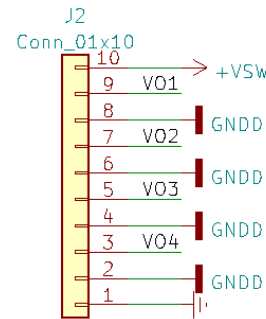 J2
Conn_01x10
10
+VSW
9 VO1
8
GNDD
7 VO2
6
GNDD
5 VO3
4
GNDD
3 VO4
2
GNDD
1